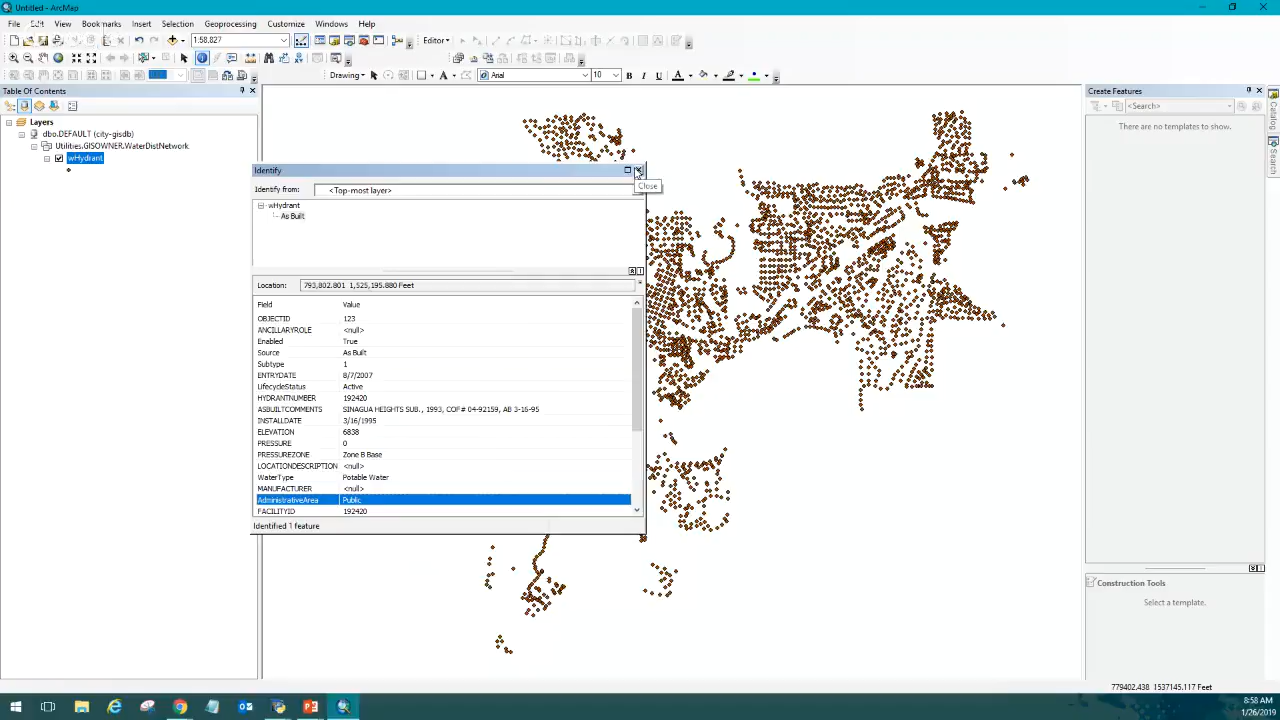 Untitled - ArcMap
File Edit View Bookmarks Insert Selection Geoprocessing Customize Windows Help
1:58,827
Editor
Drawing
Arial
10
B I U A
Table Of Contents
Layers
dbo.DEFAULT (city-gisdb)
Utilities.GISOWNER.WaterDistNetwork
wHydrant
Identify
Close
Identify from: <Top-most layer>
wHydrant
As Built
Location: 793,802.801 1,525,195.880 Feet
Field Value
OBJECTID 123
ANCILLARYROLE <null>
Enabled True
Source As Built
Subtype 1
ENTRYDATE 8/7/2007
LifecycleStatus Active
HYDRANTNUMBER 192420
ASBUILTCOMMENTS SINAGUA HEIGHTS SUB., 1993, COF# 04-92159, AB 3-16-95
INSTALLDATE 3/16/1995
ELEVATION 6838
PRESSURE 0
PRESSUREZONE Zone B Base
LOCATIONDESCRIPTION <null>
WaterType Potable Water
MANUFACTURER <null>
AdministrativeArea Public
FACILITYID 192420
Identified 1 feature
Create Features
<Search>
There are no templates to show.
Construction Tools
Select a template.
Catalog
Search
779402.438 1537145.117 Feet
8:58 AM
1/26/2019